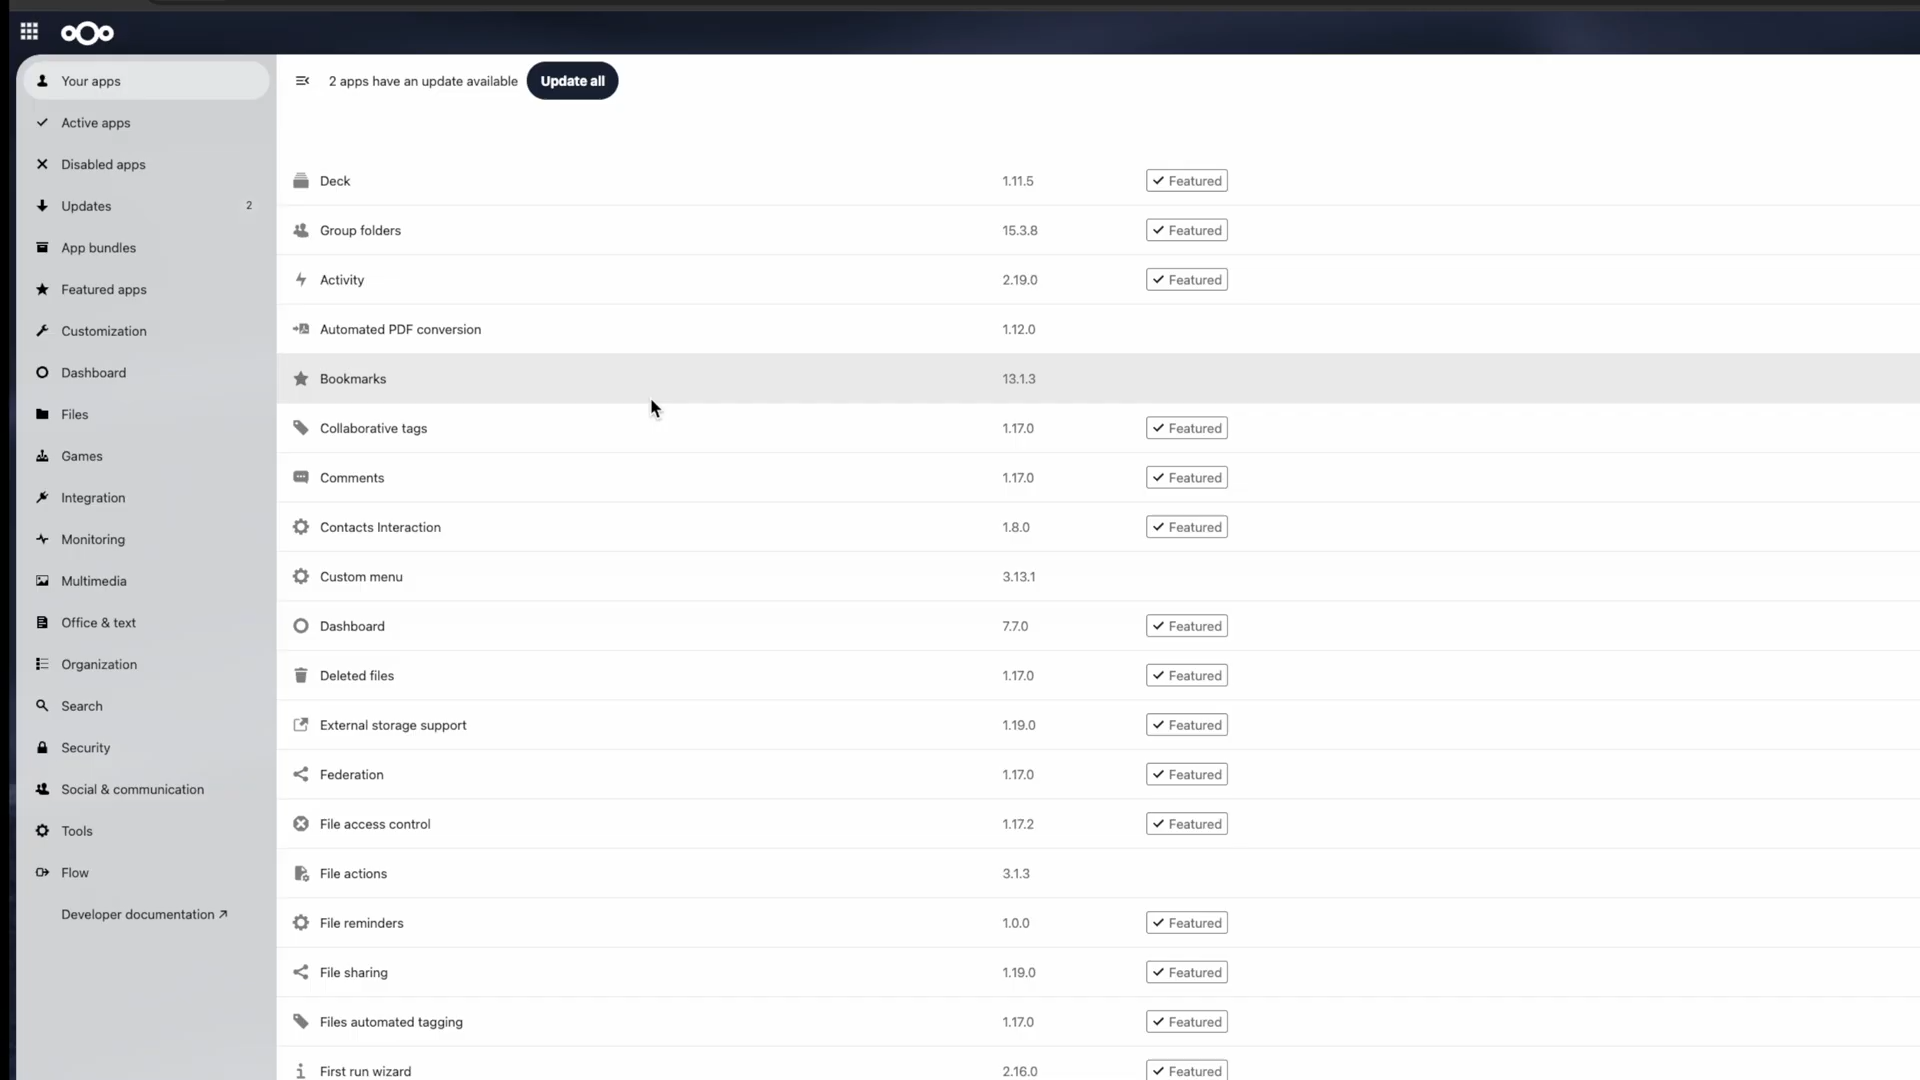 Your apps
Active apps
Disabled apps
Updates 2
App bundles
Featured apps
Customization
Dashboard
Files
Games
Integration
Monitoring
Multimedia
Office & text
Organization
Search
Security
Social & communication
Tools
Flow
Developer documentation ↗
2 apps have an update available Update all
Deck 1.11.5 Featured
Group folders 15.3.8 Featured
Activity 2.19.0 Featured
Automated PDF conversion 1.12.0
Bookmarks 13.1.3
Collaborative tags 1.17.0 Featured
Comments 1.17.0 Featured
Contacts Interaction 1.8.0 Featured
Custom menu 3.13.1
Dashboard 7.7.0 Featured
Deleted files 1.17.0 Featured
External storage support 1.19.0 Featured
Federation 1.17.0 Featured
File access control 1.17.2 Featured
File actions 3.1.3
File reminders 1.0.0 Featured
File sharing 1.19.0 Featured
Files automated tagging 1.17.0 Featured
First run wizard 2.16.0 Featured